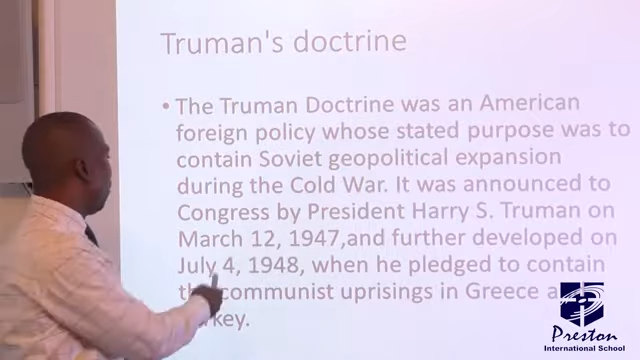 Truman's doctrine
• The Truman Doctrine was an American
foreign policy whose stated purpose was to
contain Soviet geopolitical expansion
during the Cold War. It was announced to
Congress by President Harry S. Truman on
March 12, 1947,and further developed on
July 4, 1948, when he pledged to contain
communist uprisings in Greece
Preston
International School